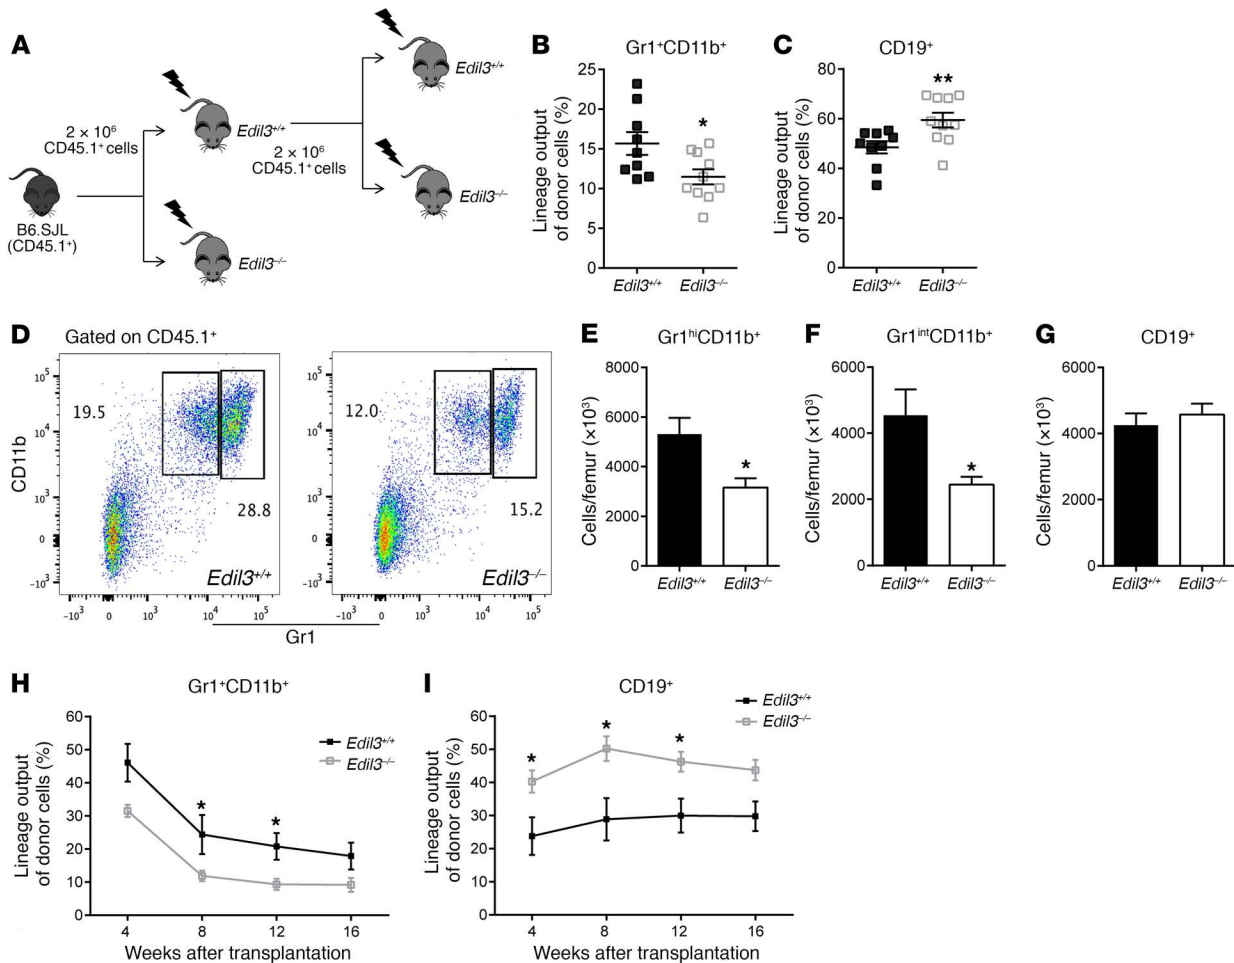 A
2 × 10⁶
CD45.1⁺ cells
B6.SJL
(CD45.1⁺)
Edil3⁺/⁺
Edil3⁻/⁻
2 × 10⁶
CD45.1⁺ cells
Edil3⁺/⁺
Edil3⁻/⁻
B
Gr1⁺CD11b⁺
Lineage output
of donor cells (%)
25
20
15
10
5
0
*
Edil3⁺/⁺
Edil3⁻/⁻
C
CD19⁺
Lineage output
of donor cells (%)
80
60
40
20
0
**
Edil3⁺/⁺
Edil3⁻/⁻
D
Gated on CD45.1⁺
CD11b
10⁵
10⁴
10³
0
–10³
19.5
28.8
Edil3⁺/⁺
–10³
0
10³
10⁴
10⁵
10⁵
10⁴
10³
0
–10³
12.0
15.2
Edil3⁻/⁻
–10³
0
10³
10⁴
10⁵
Gr1
E
Gr1ʰⁱCD11b⁺
Cells/femur (×10³)
8000
6000
4000
2000
0
*
Edil3⁺/⁺
Edil3⁻/⁻
F
Gr1ⁱⁿᵗCD11b⁺
Cells/femur (×10³)
6000
4000
2000
0
*
Edil3⁺/⁺
Edil3⁻/⁻
G
CD19⁺
Cells/femur (×10³)
6000
4000
2000
0
Edil3⁺/⁺
Edil3⁻/⁻
H
Gr1⁺CD11b⁺
Lineage output
of donor cells (%)
60
50
40
30
20
10
0
*
*
Edil3⁺/⁺
Edil3⁻/⁻
4
8
12
16
Weeks after transplantation
I
CD19⁺
Lineage output
of donor cells (%)
60
50
40
30
20
10
0
*
*
*
Edil3⁺/⁺
Edil3⁻/⁻
4
8
12
16
Weeks after transplantation